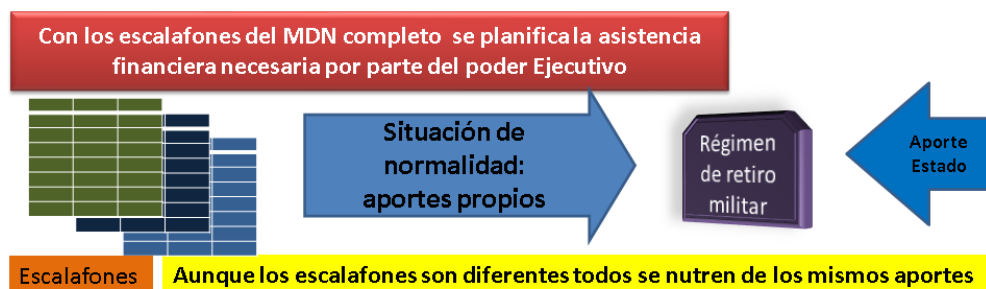 Con los escalafones del MDN completo se planifica la asistencia
financiera necesaria por parte del poder Ejecutivo
Situación de
normalidad:
aportes propios
Régimen
de retiro
militar
Aporte
Estado
Escalafones
Aunque los escalafones son diferentes todos se nutren de los mismos aportes